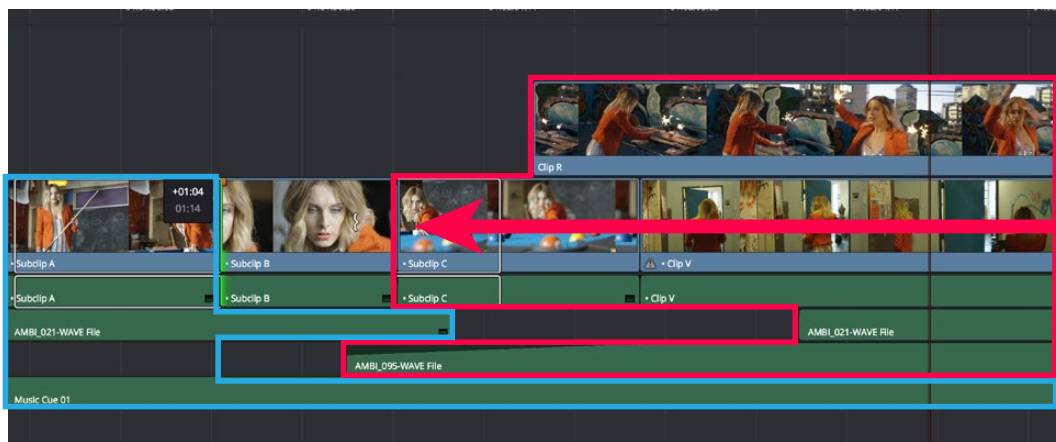 Clip R
+01:04
01:14
• Subclip A
• Subclip B
• Subclip C
• Clip V
• Subclip A
• Subclip B
• Subclip C
• Clip V
AMBI_021-WAVE File
AMBI_021-WAVE File
AMBI_095-WAVE File
Music Cue 01